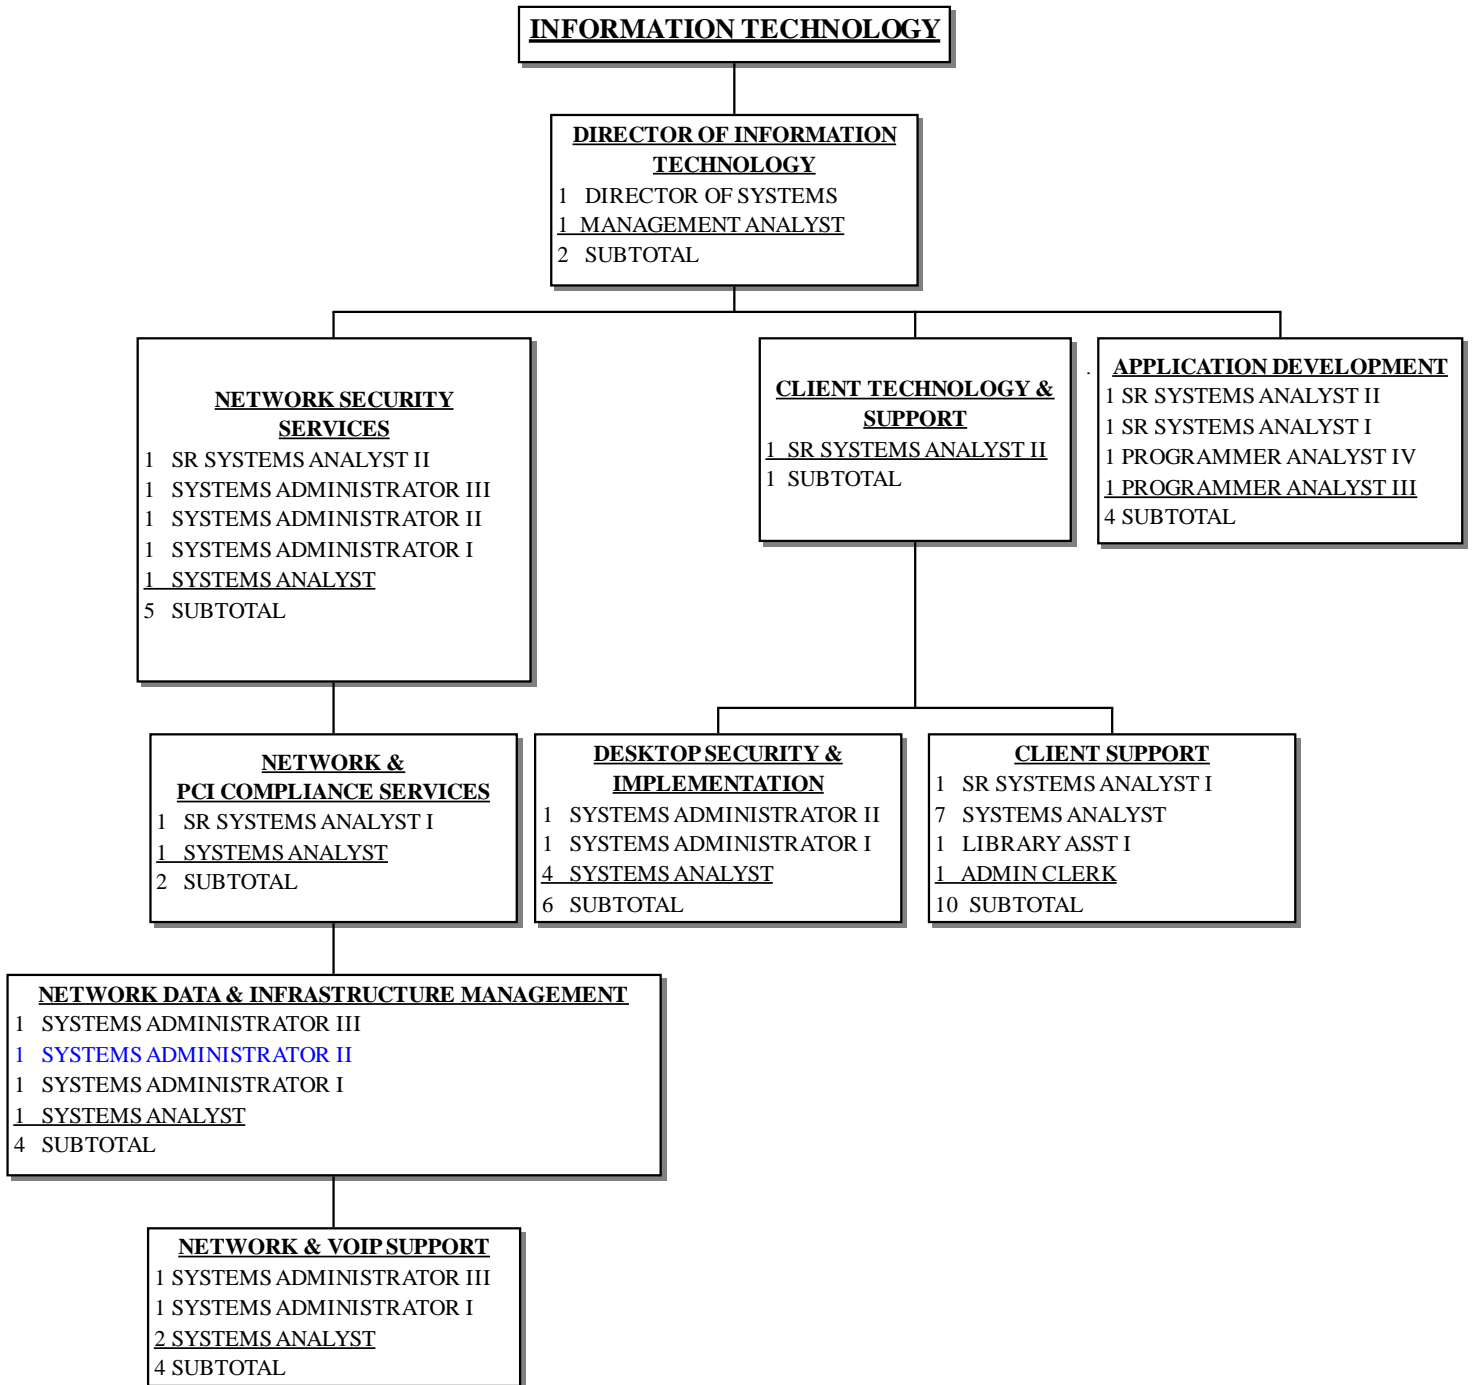 INFORMATION TECHNOLOGY
DIRECTOR OF INFORMATION
TECHNOLOGY
1 DIRECTOR OF SYSTEMS
1 MANAGEMENT ANALYST
2 SUBTOTAL
NETWORK SECURITY
SERVICES
1 SR SYSTEMS ANALYST II
1 SYSTEMS ADMINISTRATOR III
1 SYSTEMS ADMINISTRATOR II
1 SYSTEMS ADMINISTRATOR I
1 SYSTEMS ANALYST
5 SUBTOTAL
CLIENT TECHNOLOGY &
SUPPORT
1 SR SYSTEMS ANALYST II
1 SUBTOTAL
.
APPLICATION DEVELOPMENT
1 SR SYSTEMS ANALYST II
1 SR SYSTEMS ANALYST I
1 PROGRAMMER ANALYST IV
1 PROGRAMMER ANALYST III
4 SUBTOTAL
NETWORK &
PCI COMPLIANCE SERVICES
1 SR SYSTEMS ANALYST I
1 SYSTEMS ANALYST
2 SUBTOTAL
DESKTOP SECURITY &
IMPLEMENTATION
1 SYSTEMS ADMINISTRATOR II
1 SYSTEMS ADMINISTRATOR I
4 SYSTEMS ANALYST
6 SUBTOTAL
CLIENT SUPPORT
1 SR SYSTEMS ANALYST I
7 SYSTEMS ANALYST
1 LIBRARY ASST I
1 ADMIN CLERK
10 SUBTOTAL
NETWORK DATA & INFRASTRUCTURE MANAGEMENT
1 SYSTEMS ADMINISTRATOR III
1 SYSTEMS ADMINISTRATOR II
1 SYSTEMS ADMINISTRATOR I
1 SYSTEMS ANALYST
4 SUBTOTAL
NETWORK & VOIP SUPPORT
1 SYSTEMS ADMINISTRATOR III
1 SYSTEMS ADMINISTRATOR I
2 SYSTEMS ANALYST
4 SUBTOTAL